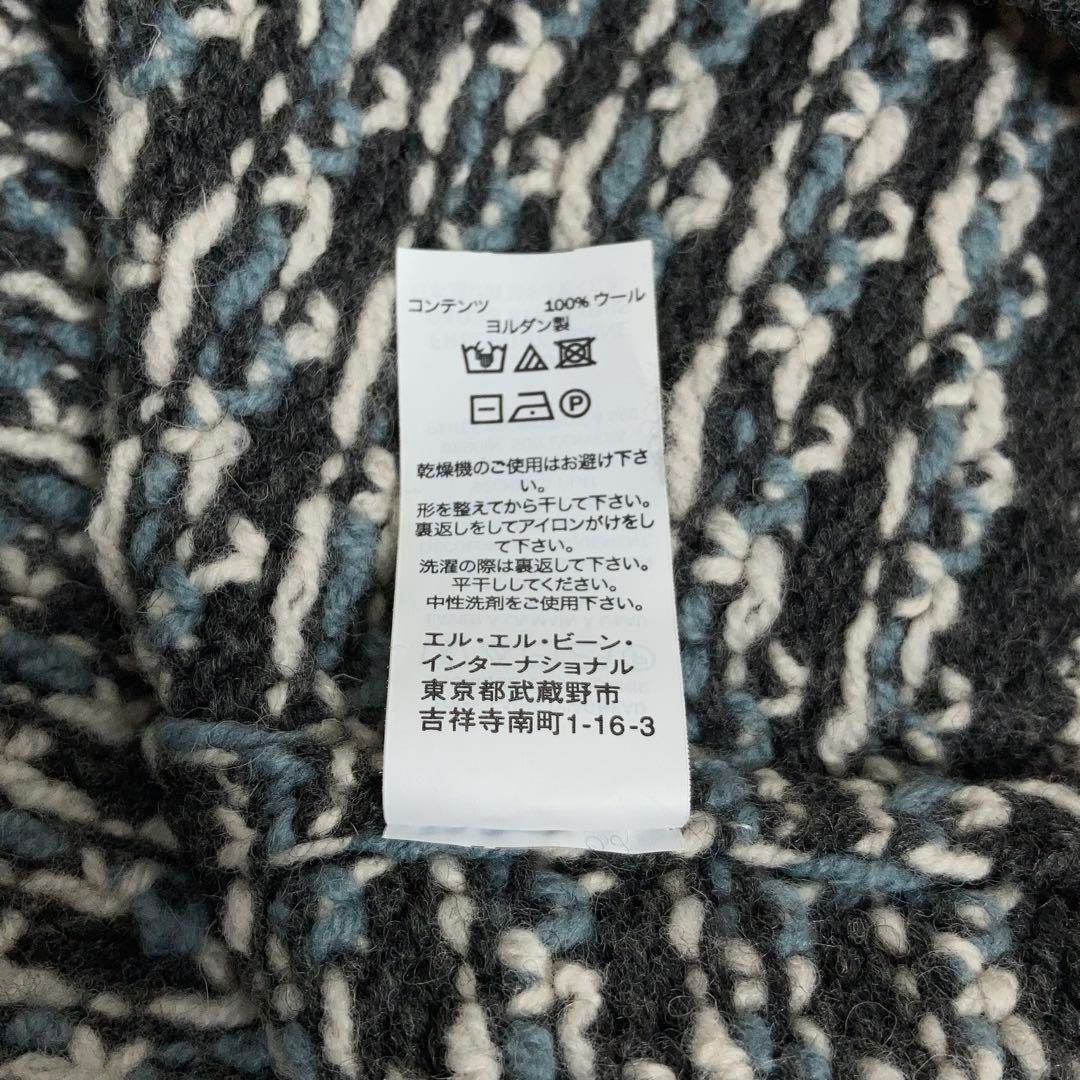 コンテンツ 100% ウール
ヨルダン製
P
乾燥機のご使用はお避け下さ
い。
形を整えてから干して下さい。
裏返しをしてアイロンがけをし
て下さい。
洗濯の際は裏返して下さい。
平干ししてください。
中性洗剤をご使用下さい。
エル・エル・ビーン・
インターナショナル
東京都武蔵野市
吉祥寺南町1-16-3